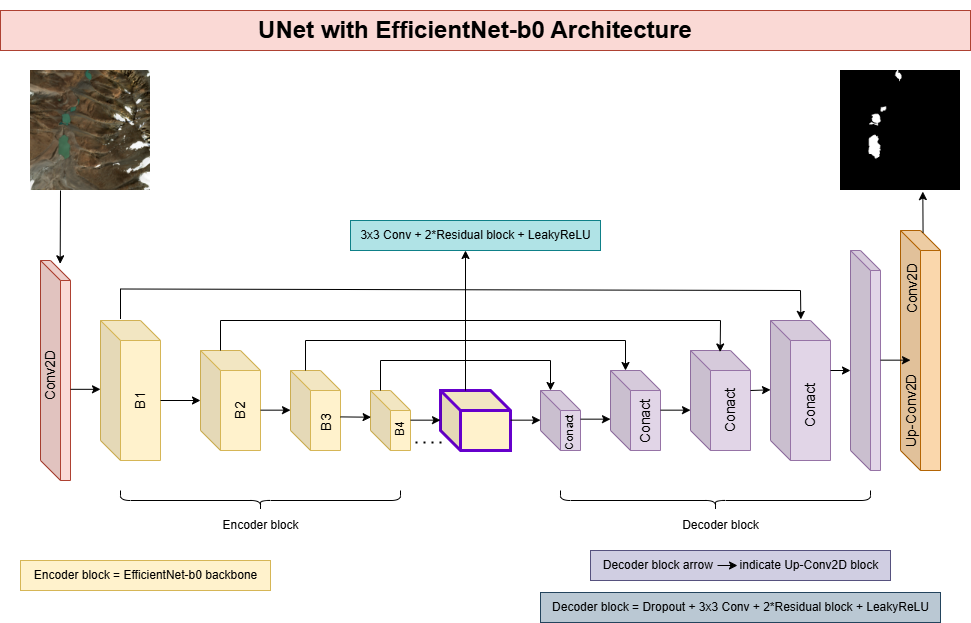 UNet with EfficientNet-b0 Architecture
3x3 Conv + 2*Residual block + LeakyReLU
Conv2D
B1
B2
B3
B4
....
Conact
Conact
Conact
Conact
Up-Conv2D
Conv2D
Encoder block
Decoder block
Encoder block = EfficientNet-b0 backbone
Decoder block arrow → indicate Up-Conv2D block
Decoder block = Dropout + 3x3 Conv + 2*Residual block + LeakyReLU